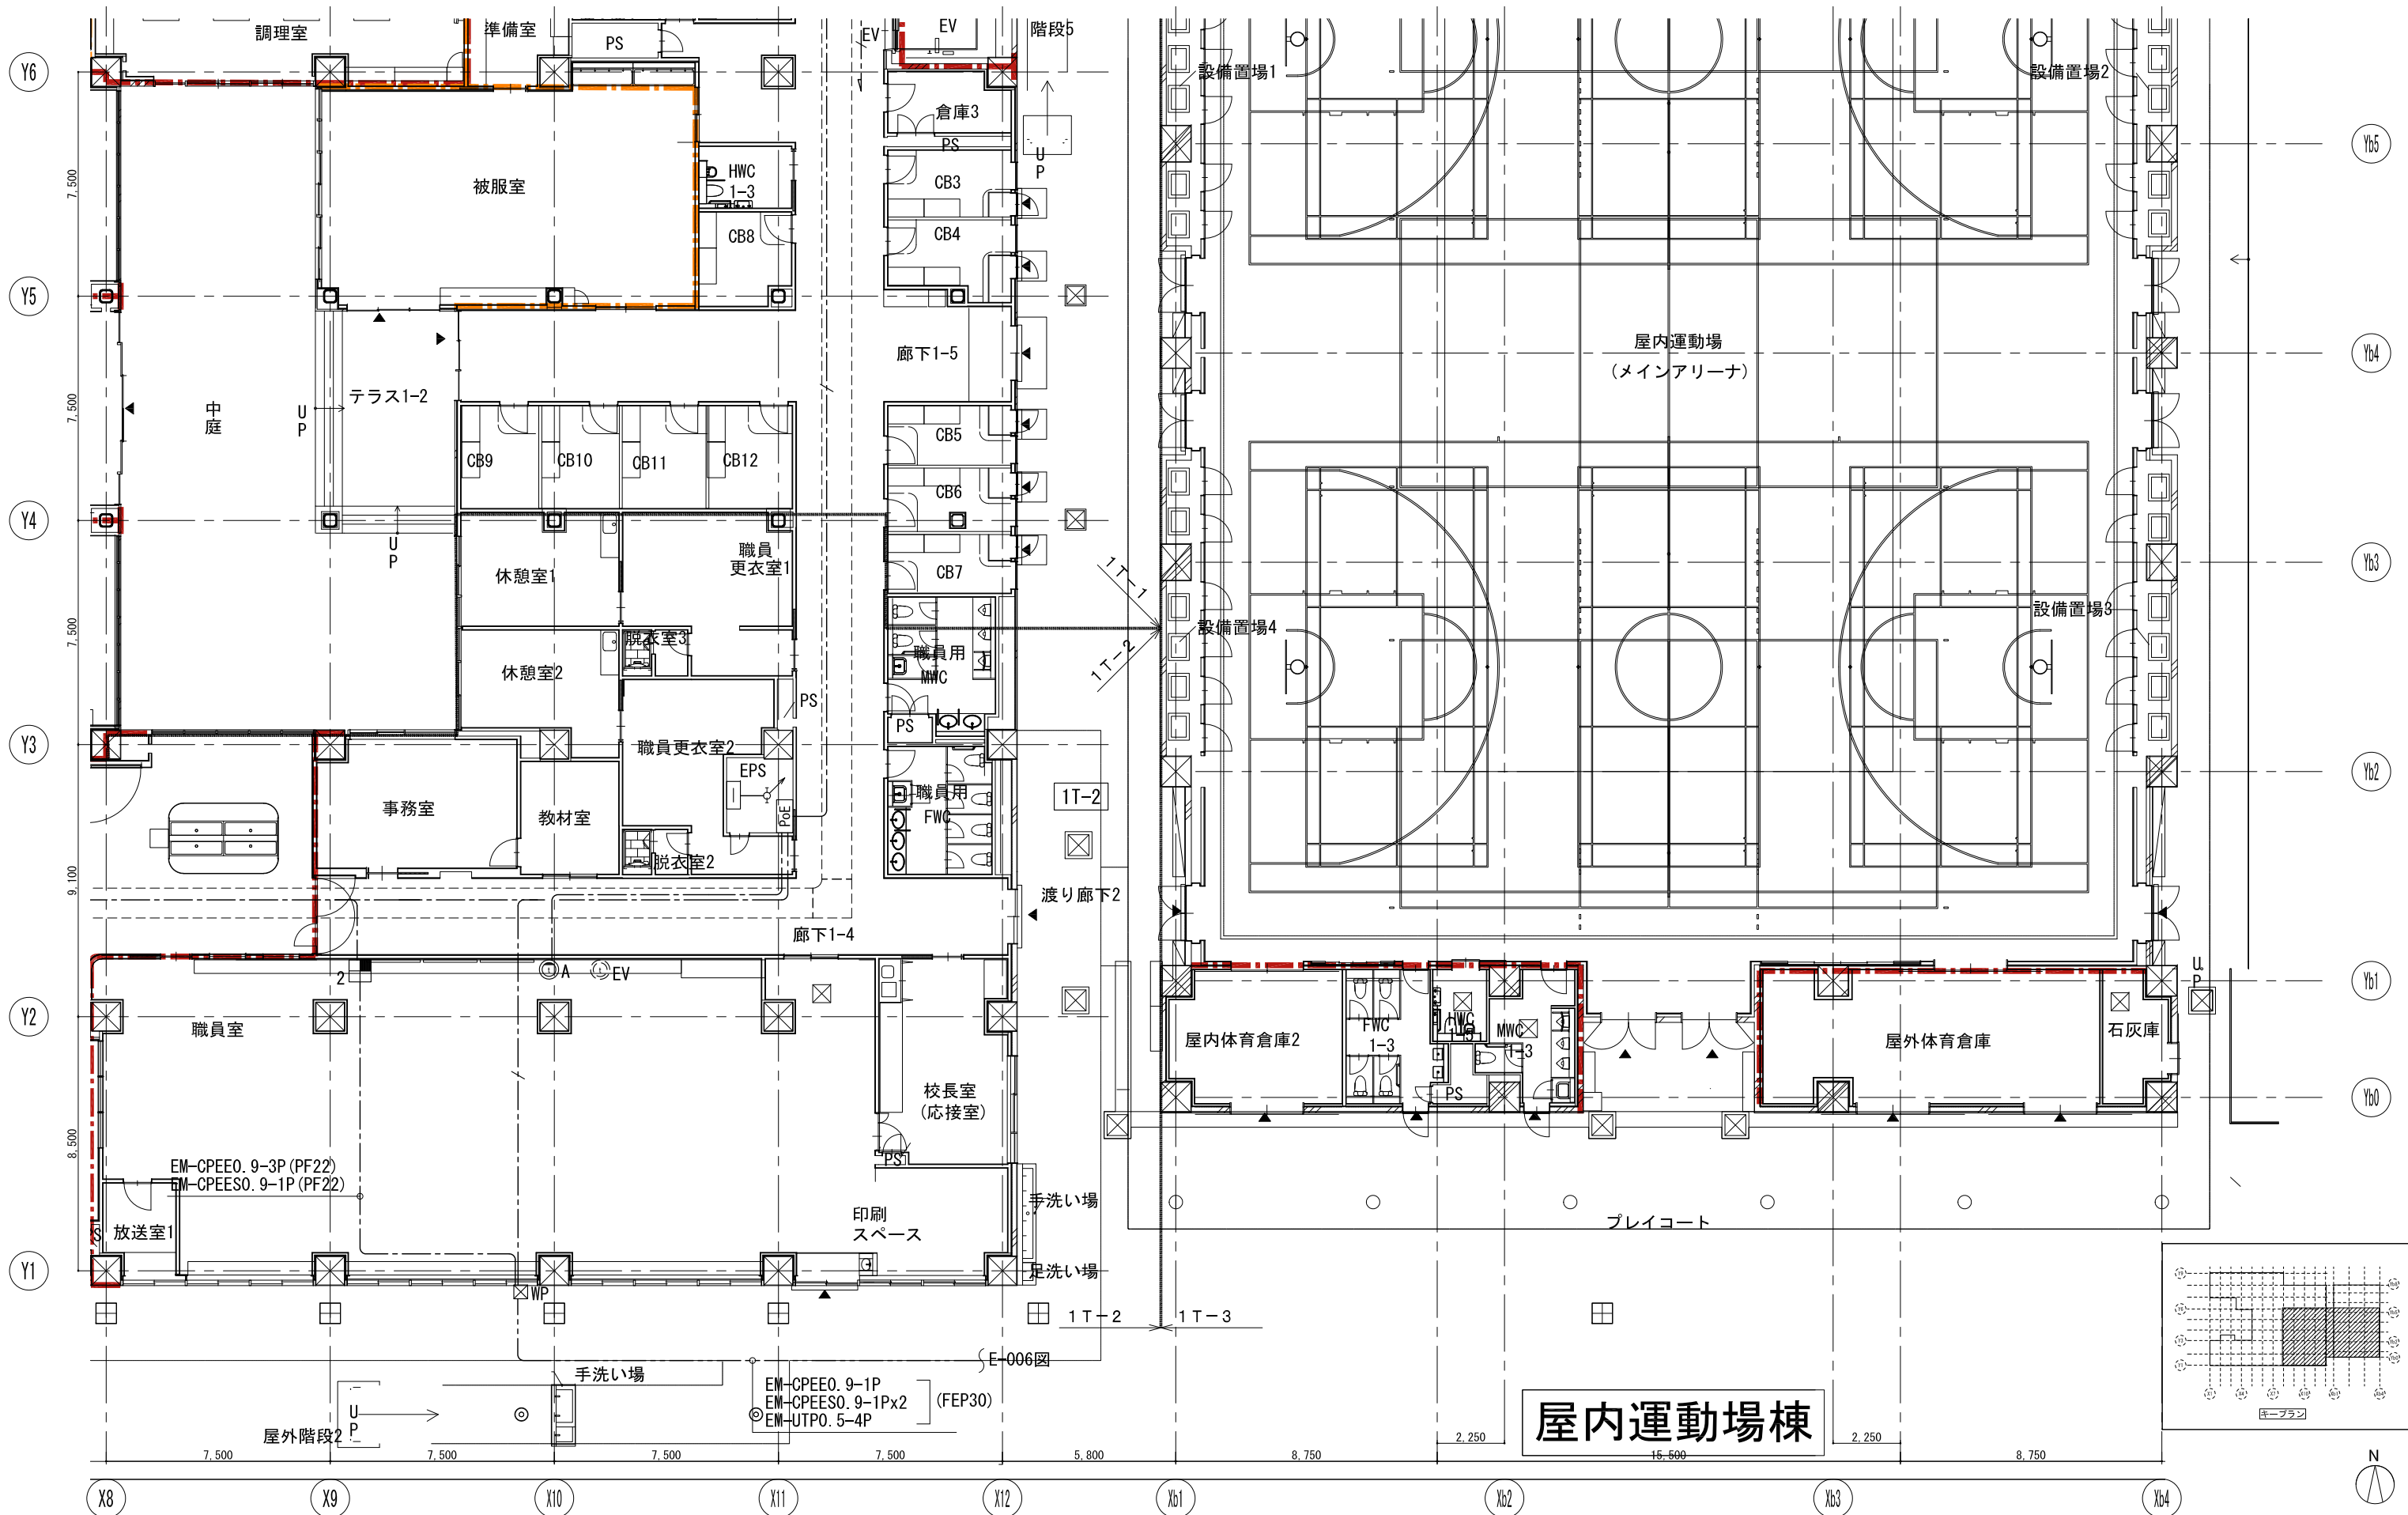 調理室
準備室
PS
EV
EV
階段5
Y6
設備置場1
設備置場2
倉庫3
PS
UP
Yb5
7,500
被服室
HWC
1-3
CB3
CB8
CB4
Y5
屋内運動場
(メインアリーナ)
Yb4
廊下1-5
中庭
UP
テラス1-2
7,500
CB5
CB9
CB10
CB11
CB12
CB6
Y4
UP
休憩室1
職員
更衣室1
CB7
1T-1
Yb3
設備置場3
7,500
脱衣室3
職員用
MWC
設備置場4
1T-2
休憩室2
PS
PS
Y3
職員更衣室2
EPS
Yb2
事務室
教材室
PoE
職員用
FWC
1T-2
脱衣室2
9,100
渡り廊下2
廊下1-4
2
A
EV
UP
Yb1
Y2
職員室
屋内体育倉庫2
FWC
1-3
HWC
1-5
MWC
1-3
屋外体育倉庫
石灰庫
PS
Yb0
校長室
(応接室)
8,500
PS
EM-CPEE0.9-3P(PF22)
EM-CPEES0.9-1P(PF22)
手洗い場
放送室1
S
印刷
スペース
プレイコート
Y1
足洗い場
WP
1T-2
1T-3
E-006図
手洗い場
EM-CPEE0.9-1P
EM-CPEES0.9-1Px2
EM-UTP0.5-4P
(FEP30)
UP
屋外階段2
屋内運動場棟
キープラン
N
7,500
7,500
7,500
7,500
5,800
8,750
2,250
15,500
2,250
8,750
X8
X9
X10
X11
X12
Xb1
Xb2
Xb3
Xb4